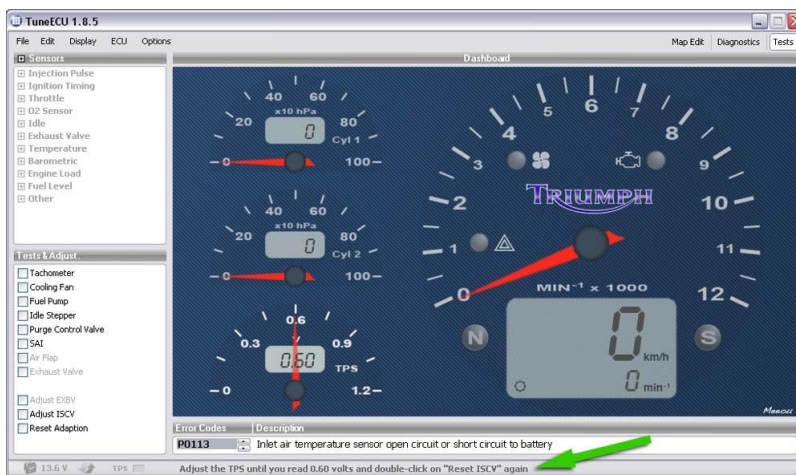 TuneECU 1.8.5
File Edit Display ECU Options Map Edit Diagnostics Tests
Sensors
Injection Pulse
Ignition Timing
Throttle
O2 Sensor
Idle
Exhaust Valve
Temperature
Barometric
Engine Load
Fuel Level
Other
Tests & Adjust.
Tachometer
Cooling Fan
Fuel Pump
Idle Stepper
Purge Control Valve
SAI
Air Flap
Exhaust Valve
Adjust EXBV
Adjust ISCV
Reset Adaption
Dashboard
40 60
x10 hPa
20 0 80
Cyl 1
0 100
40 60
x10 hPa
20 0 80
Cyl 2
0 100
0.6
0.3 V 0.9
0.60 TPS
0 1.2
0 1 2 3 4 5 6 7 8 9 10 11 12
TRIUMPH
MIN⁻¹ x 1000
N 0 km/h S
0 min⁻¹
Meecu
Error Codes Description
P0113 Inlet air temperature sensor open circuit or short circuit to battery
13.6 V TPS Adjust the TPS until you read 0.60 volts and double-click on "Reset ISCV" again